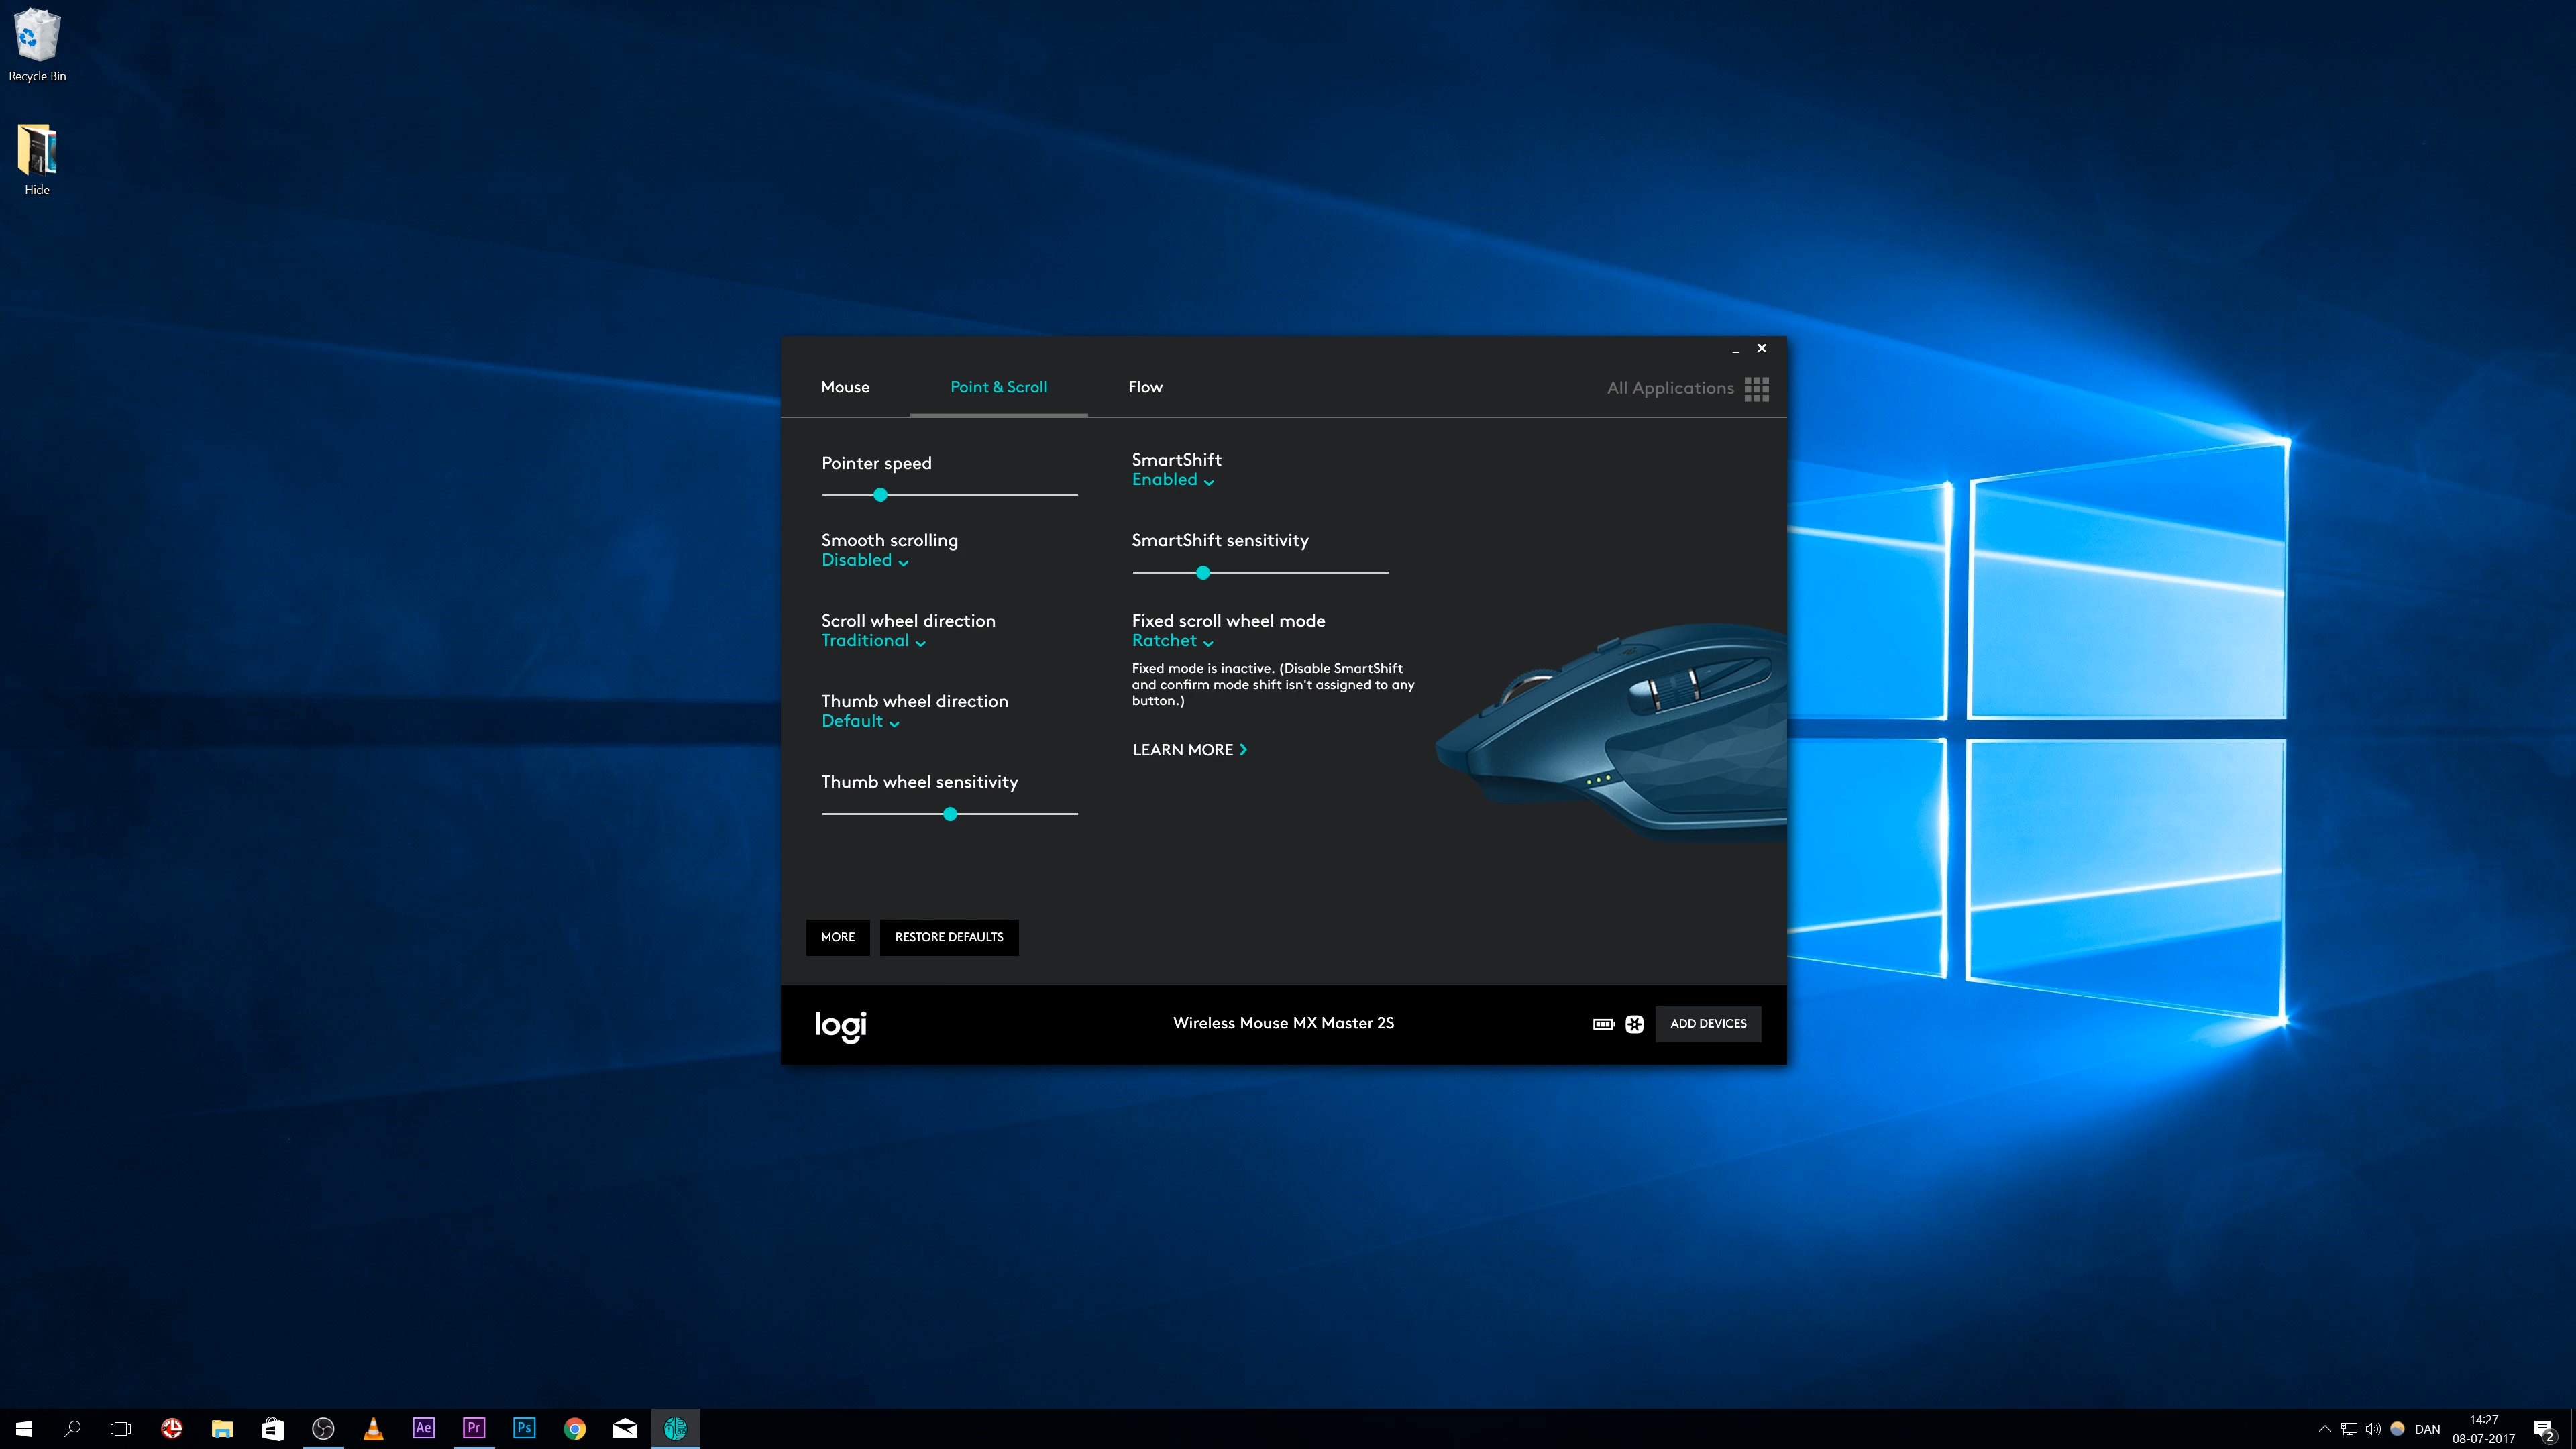 Recycle Bin
Hide
Mouse
Point & Scroll
Flow
All Applications
Pointer speed
Smooth scrolling
Disabled
Scroll wheel direction
Traditional
Thumb wheel direction
Default
Thumb wheel sensitivity
SmartShift
Enabled
SmartShift sensitivity
Fixed scroll wheel mode
Ratchet
Fixed mode is inactive. (Disable SmartShift
and confirm mode shift isn't assigned to any
button.)
LEARN MORE
MORE
RESTORE DEFAULTS
logi
Wireless Mouse MX Master 2S
ADD DEVICES
Ae
Pr
Ps
DAN
14:27
08-07-2017
2